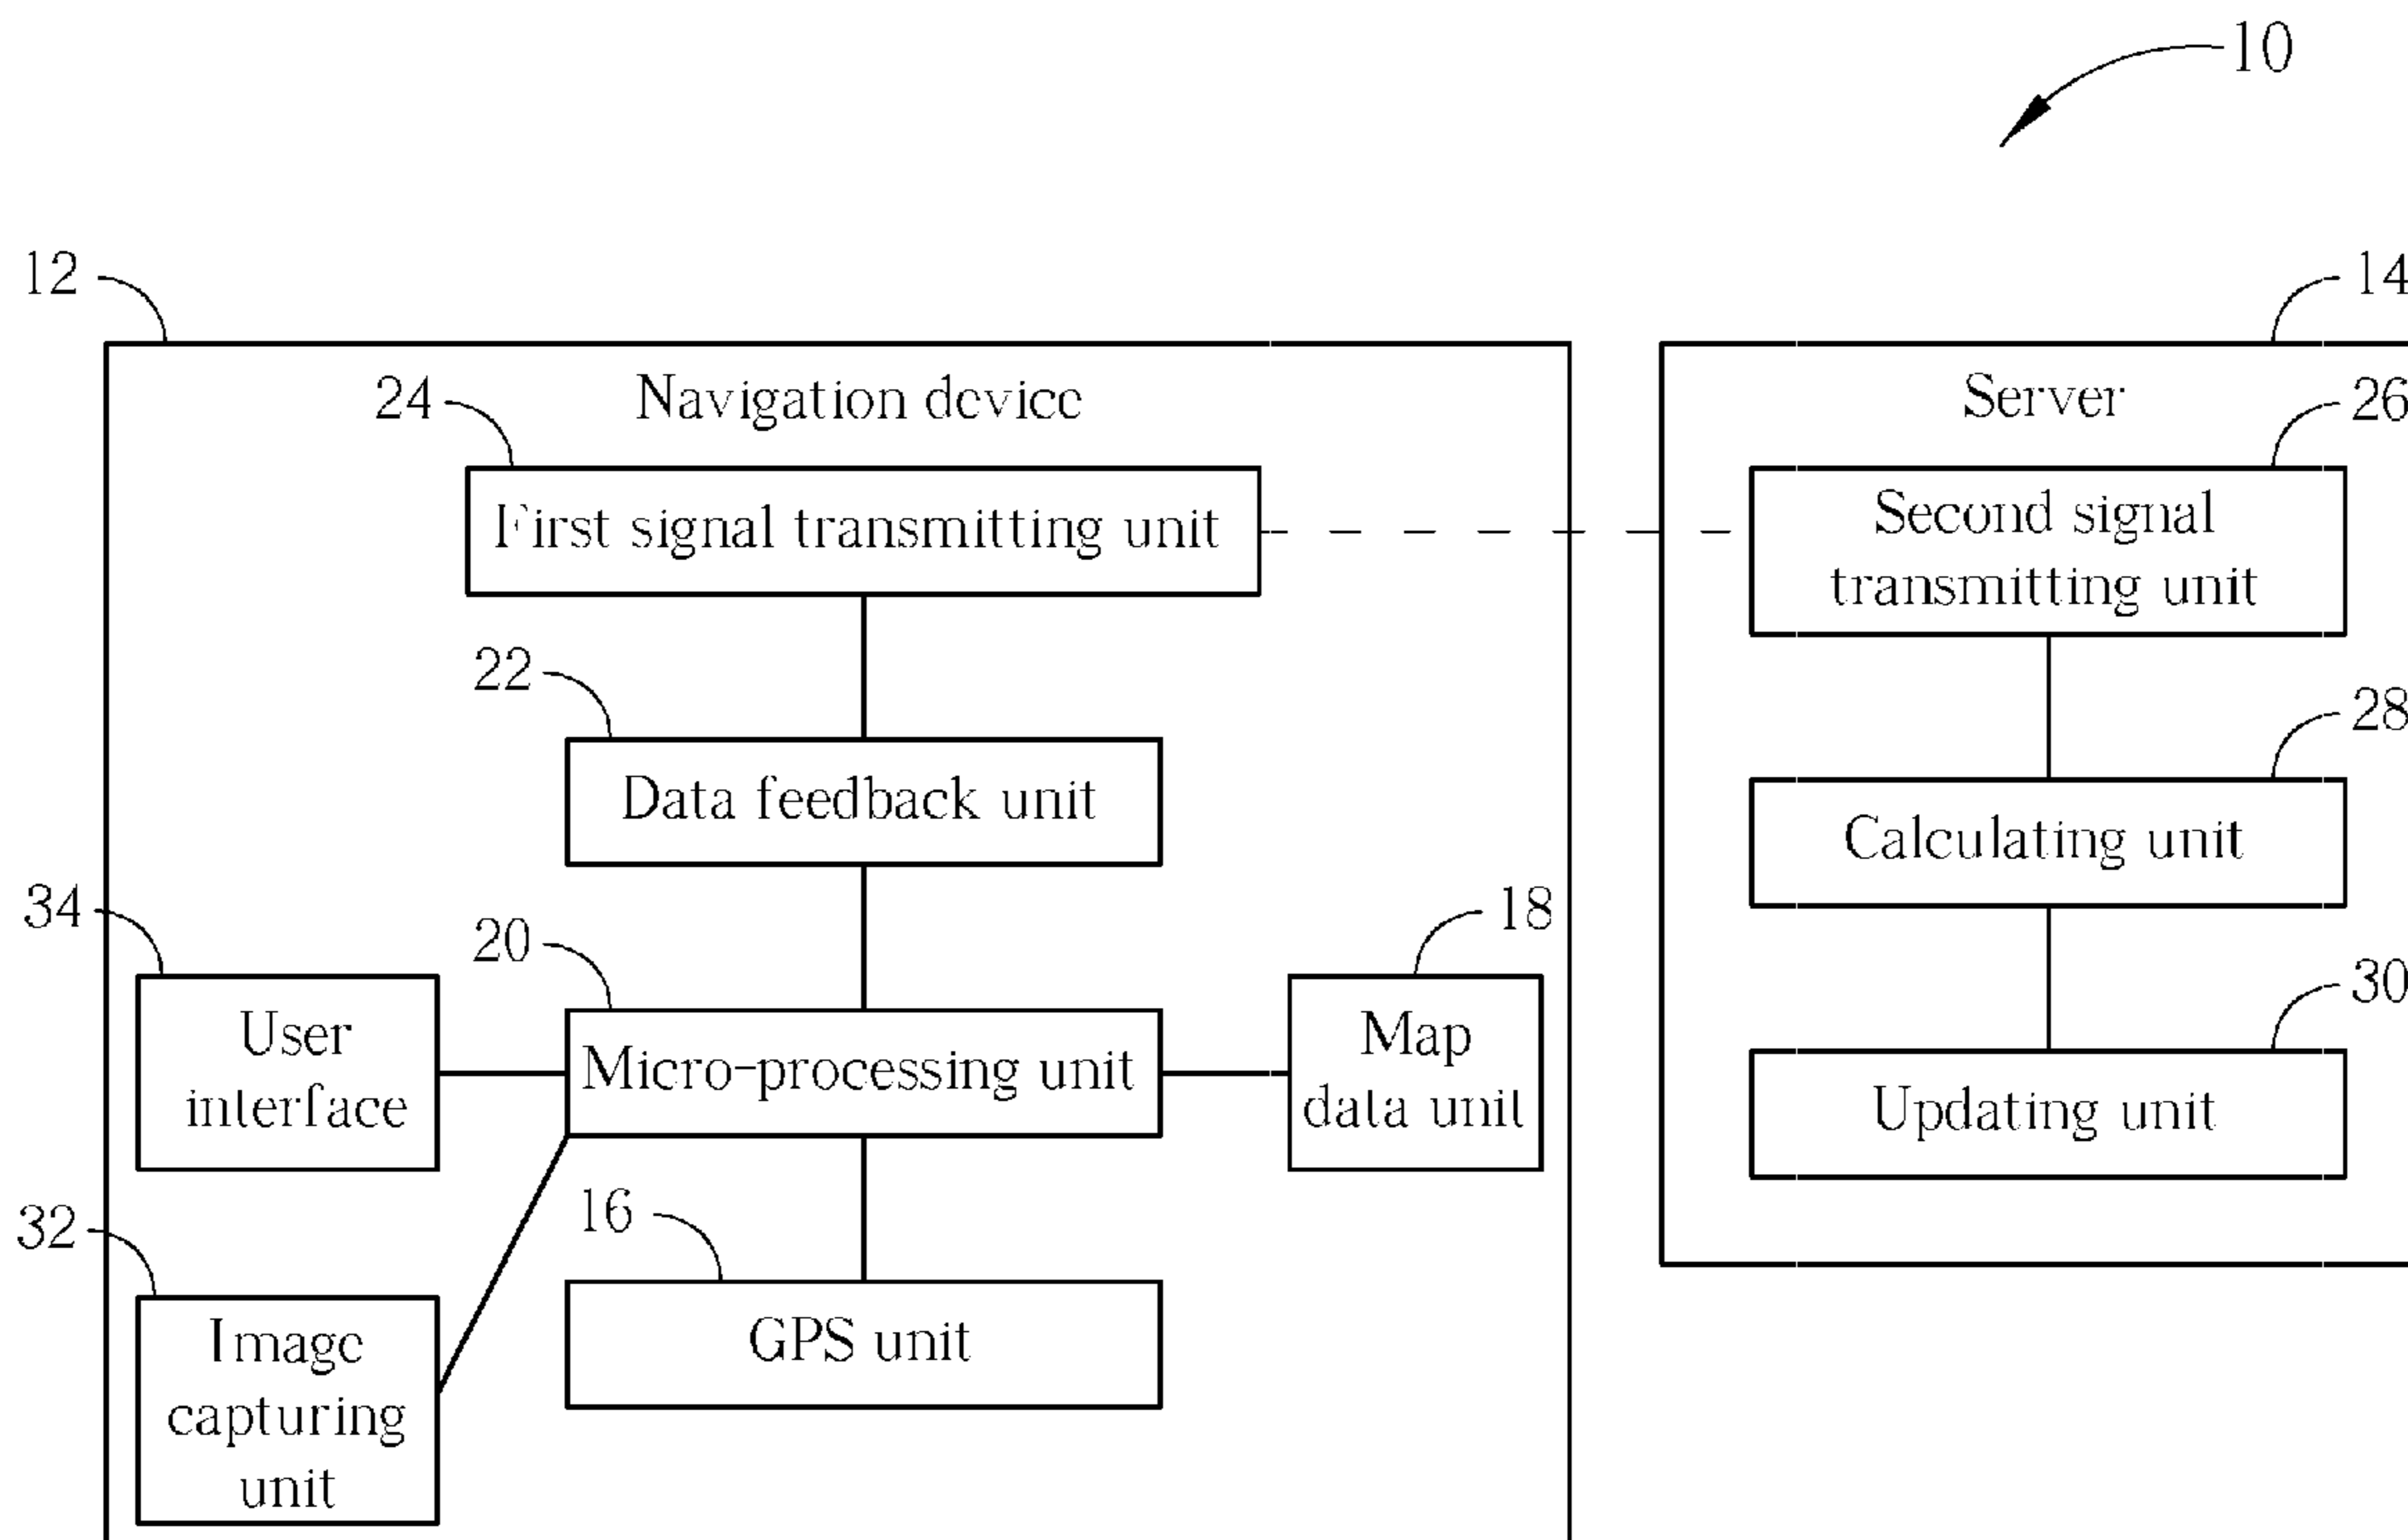 10
12
14
Navigation device
Server
24
26
First signal transmitting unit
Second signal
transmitting unit
22
28
Data feedback unit
Calculating unit
34
20
18
30
User
interface
Micro-processing unit
Map
data unit
Updating unit
32
16
Image
capturing
unit
GPS unit